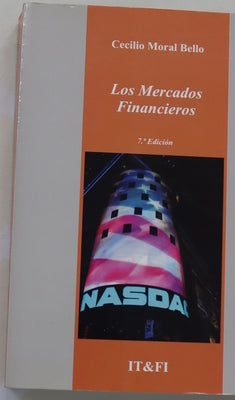 Cecilio Moral Bello
Los Mercados
Financieros
7.ª Edición
NASDAQ
IT&FI